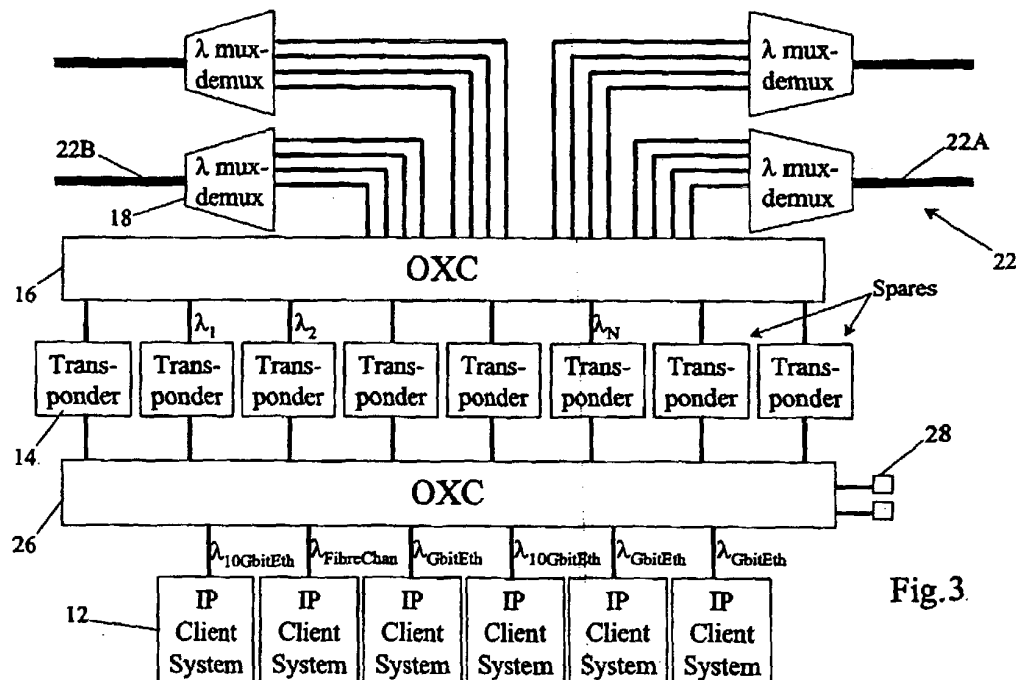 λ mux-
demux
λ mux-
demux
22B
λ mux-
demux
18
λ mux-
demux
22A
22
OXC
16
Spares
λ1
λ2
λN
Trans-
ponder
Trans-
ponder
Trans-
ponder
Trans-
ponder
Trans-
ponder
Trans-
ponder
Trans-
ponder
Trans-
ponder
14
28
OXC
26
λ10GbitEth
λFibreChan
λGbitEth
λ10GbitEth
λGbitEth
λGbitEth
12
IP
Client
System
IP
Client
System
IP
Client
System
IP
Client
System
IP
Client
System
IP
Client
System
Fig.3